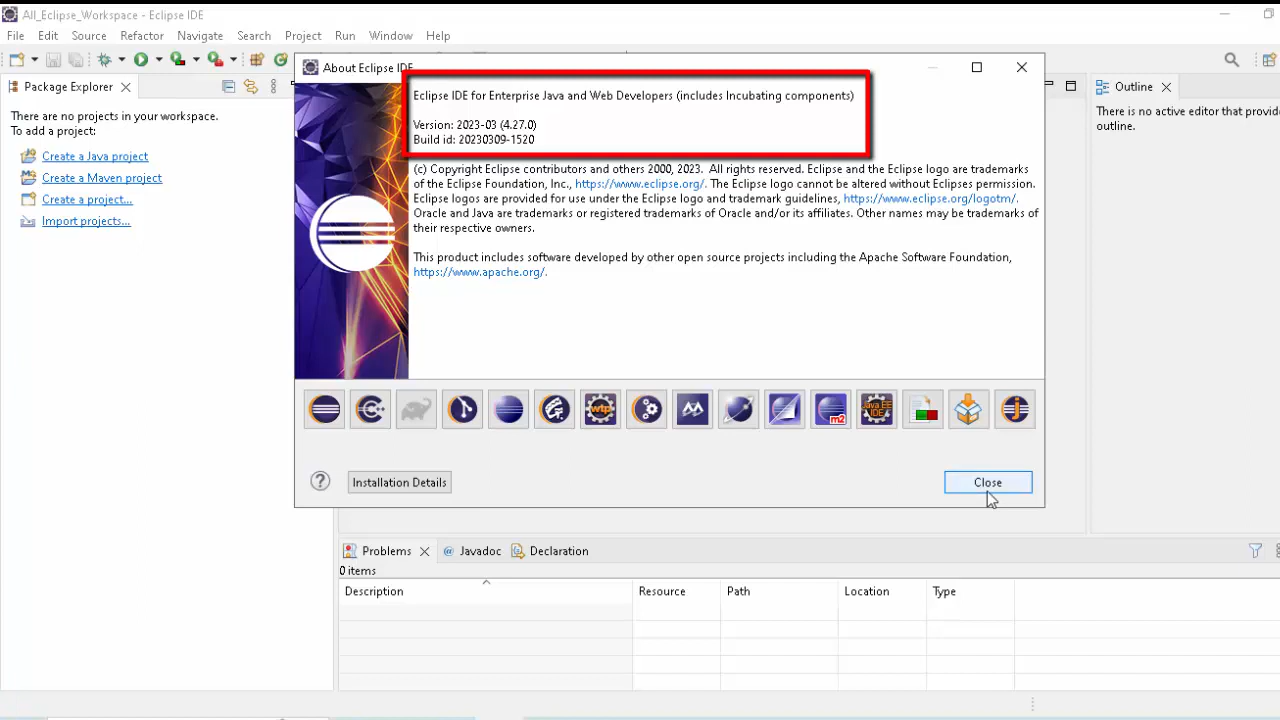 All_Eclipse_Workspace - Eclipse IDE
File Edit Source Refactor Navigate Search Project Run Window Help
Package Explorer
There are no projects in your workspace.
To add a project:
Create a Java project
Create a Maven project
Create a project...
Import projects...
About Eclipse IDE
Eclipse IDE for Enterprise Java and Web Developers (includes Incubating components)
Version: 2023-03 (4.27.0)
Build id: 20230309-1520
(c) Copyright Eclipse contributors and others 2000, 2023. All rights reserved. Eclipse and the Eclipse logo are trademarks
of the Eclipse Foundation, Inc., https://www.eclipse.org/. The Eclipse logo cannot be altered without Eclipses permission.
Eclipse logos are provided for use under the Eclipse logo and trademark guidelines, https://www.eclipse.org/logotm/.
Oracle and Java are trademarks or registered trademarks of Oracle and/or its affiliates. Other names may be trademarks of
their respective owners.
This product includes software developed by other open source projects including the Apache Software Foundation,
https://www.apache.org/.
wtp
m2
Java EE
IDE
Installation Details
Close
Outline
There is no active editor that provid
outline.
Problems @ Javadoc Declaration
0 items
Description Resource Path Location Type